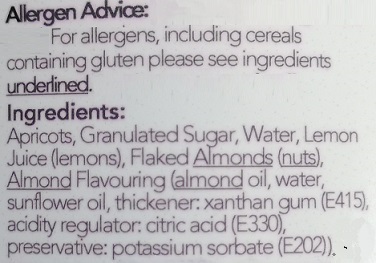 Allergen Advice:
For allergens, including cereals
containing gluten please see ingredients
underlined.
Ingredients:
Apricots, Granulated Sugar, Water, Lemon
Juice (lemons), Flaked Almonds (nuts),
Almond Flavouring (almond oil, water,
sunflower oil, thickener: xanthan gum (E415),
acidity regulator: citric acid (E330),
preservative: potassium sorbate (E202)).